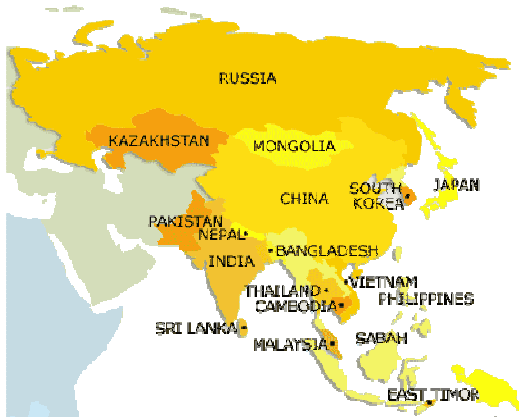 RUSSIA
KAZAKHSTAN
MONGOLIA
CHINA
SOUTH
KOREA
JAPAN
PAKISTAN
NEPAL
INDIA
BANGLADESH
THAILAND
VIETNAM
CAMBODIA
PHILIPPINES
SRI LANKA
MALAYSIA
SABAH
EAST TIMOR